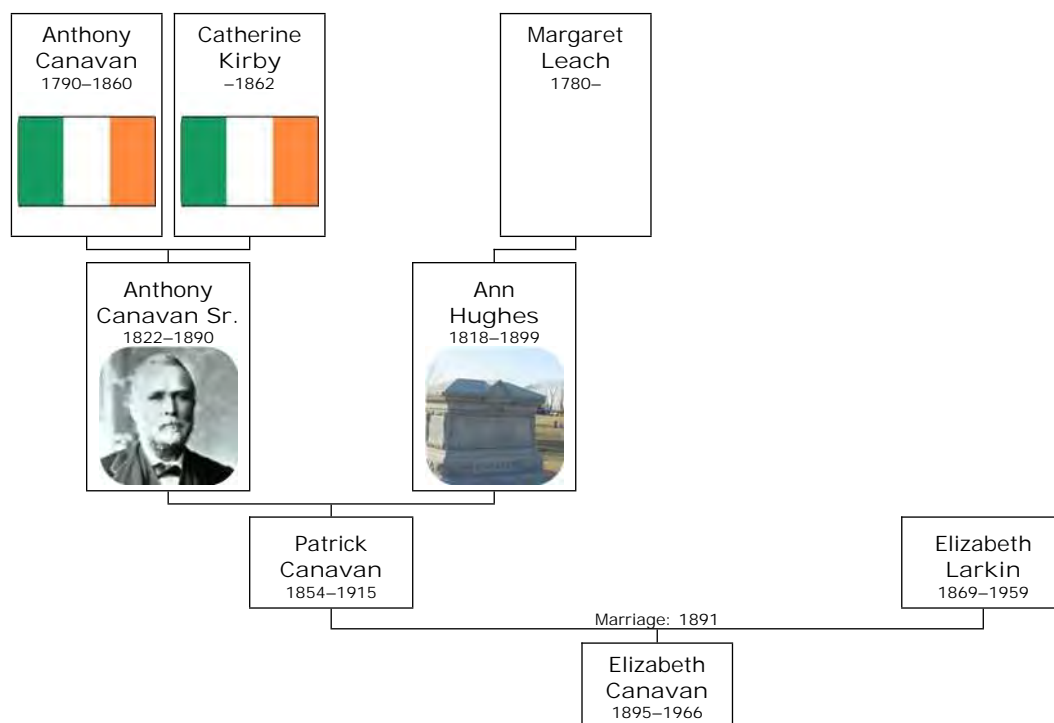 Anthony
Canavan
1790–1860
Catherine
Kirby
–1862
Margaret
Leach
1780–
Anthony
Canavan Sr.
1822–1890
Ann
Hughes
1818–1899
Patrick
Canavan
1854–1915
Elizabeth
Larkin
1869–1959
Marriage: 1891
Elizabeth
Canavan
1895–1966